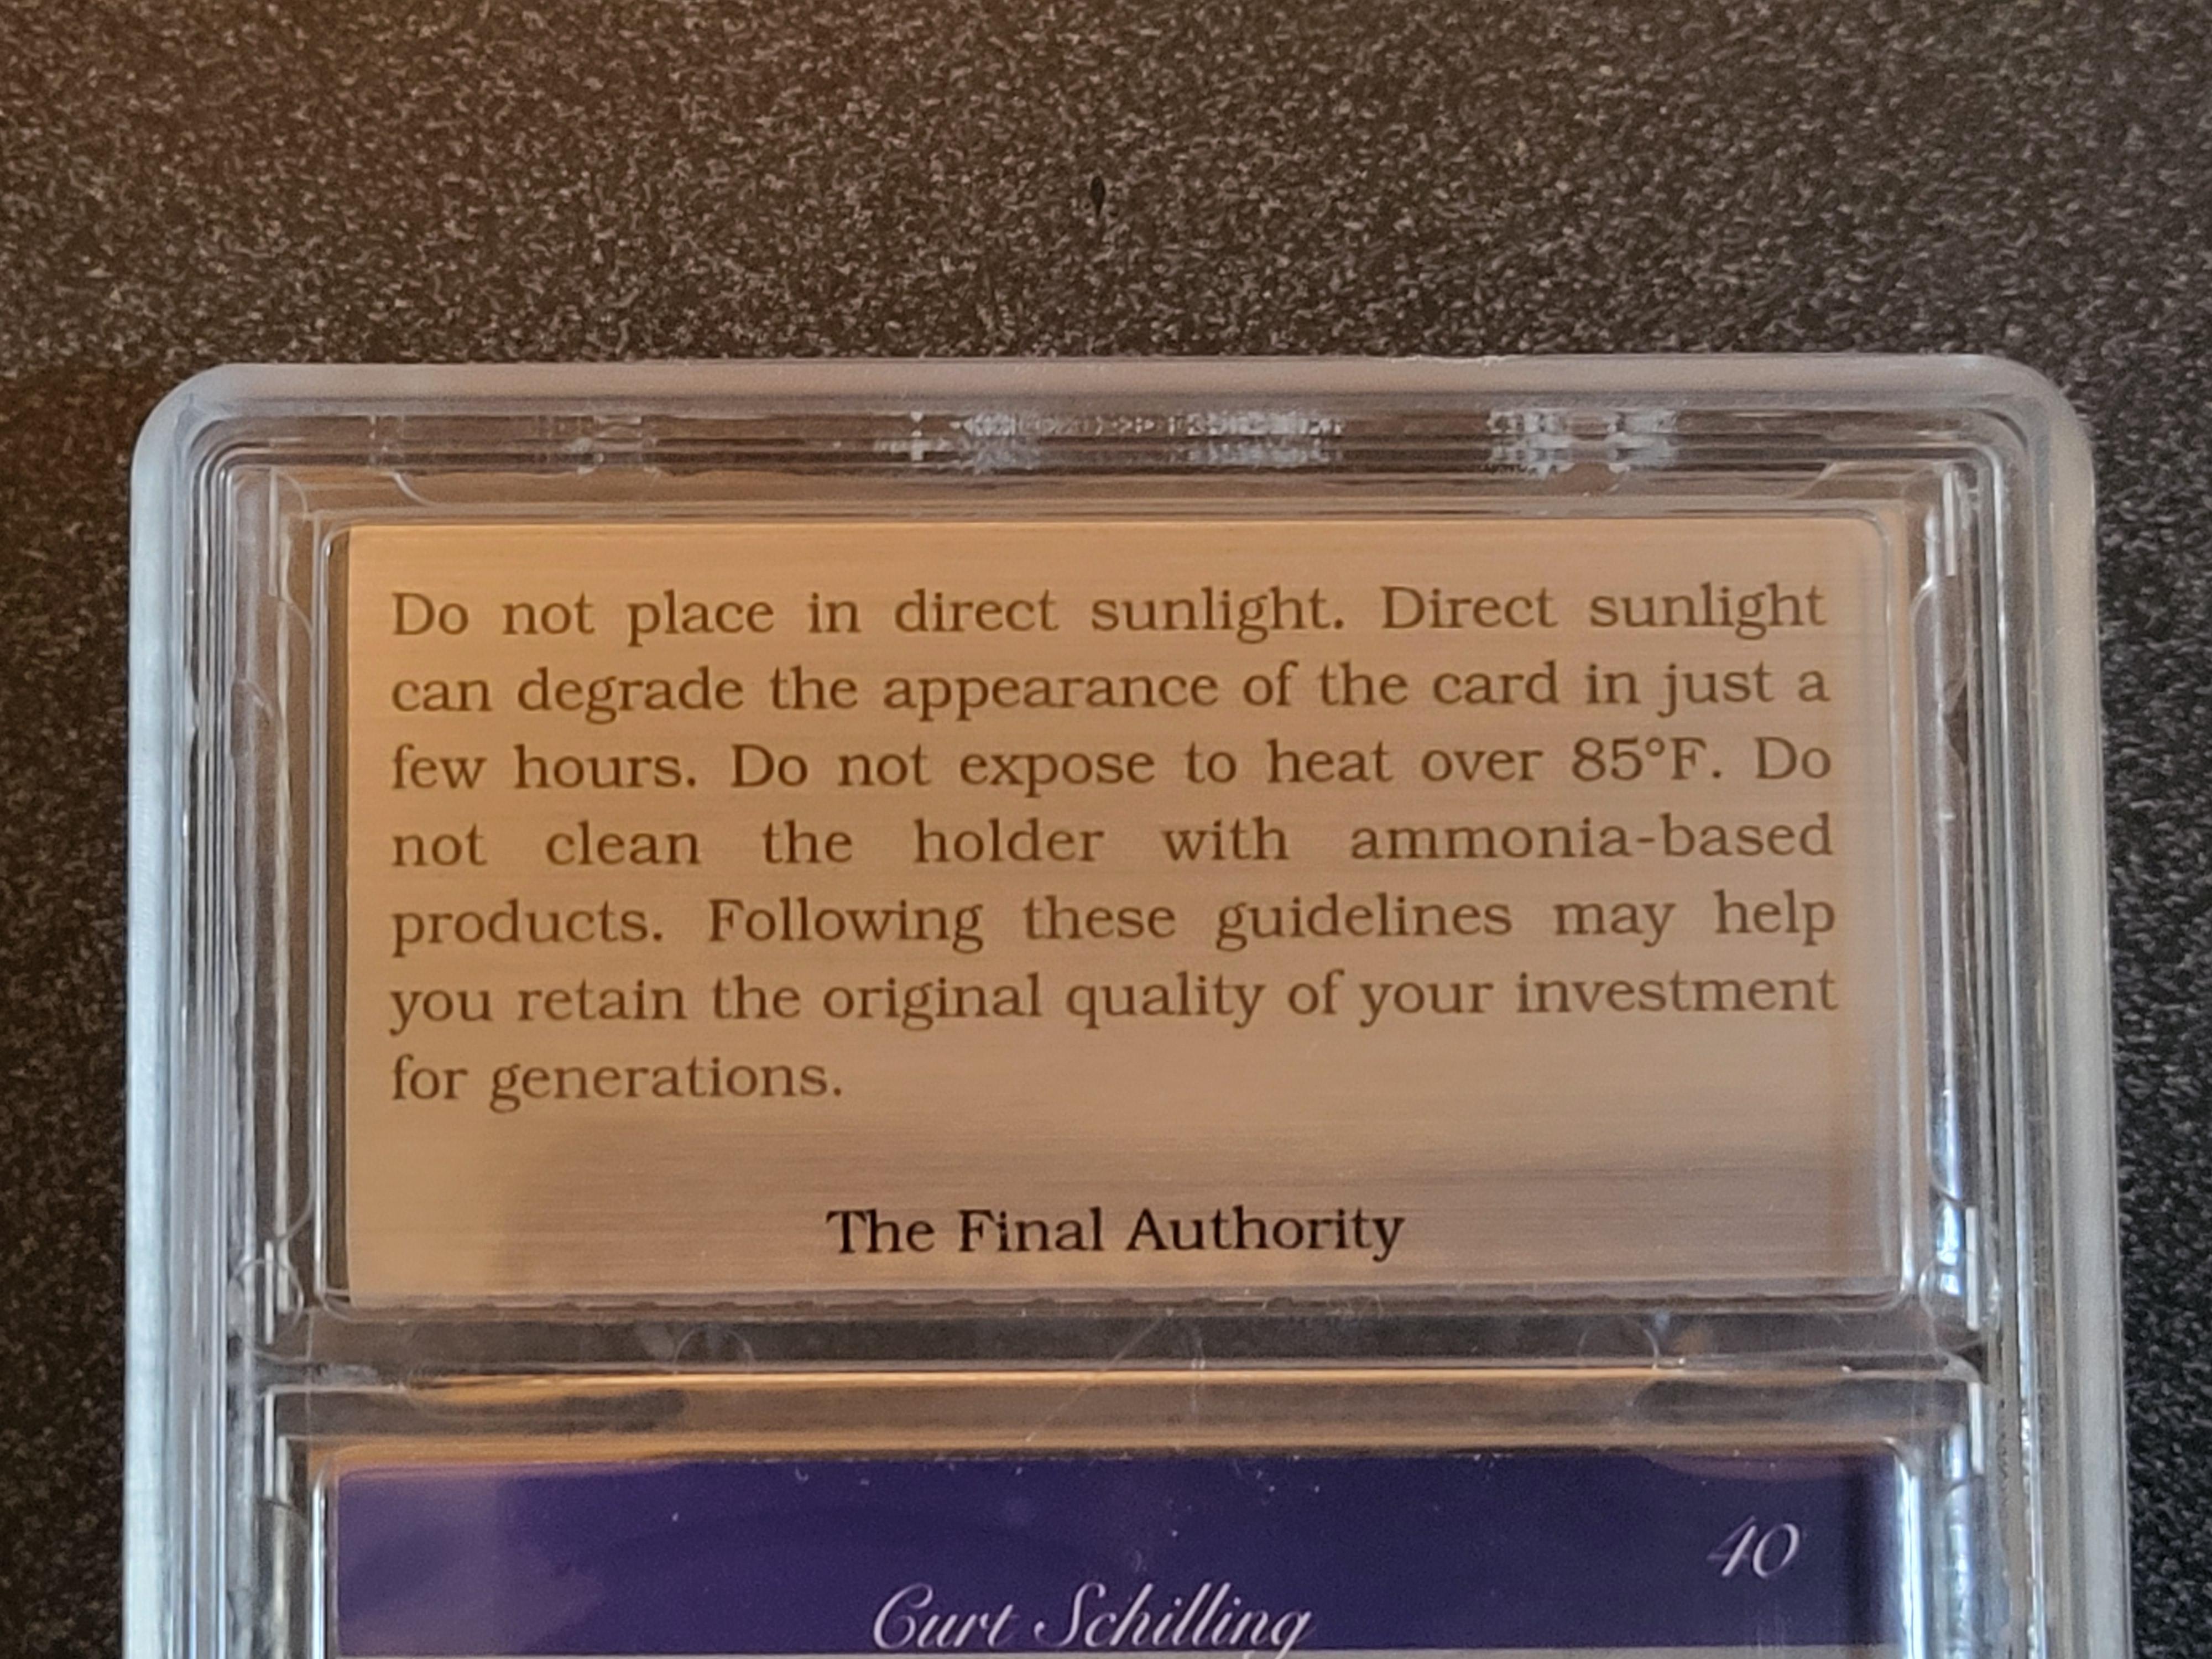 Do not place in direct sunlight. Direct sunlight
can degrade the appearance of the card in just a
few hours. Do not expose to heat over 85°F. Do
not clean the holder with ammonia-based
products. Following these guidelines may help
you retain the original quality of your investment
for generations.
The Final Authority
40
Curt Schilling